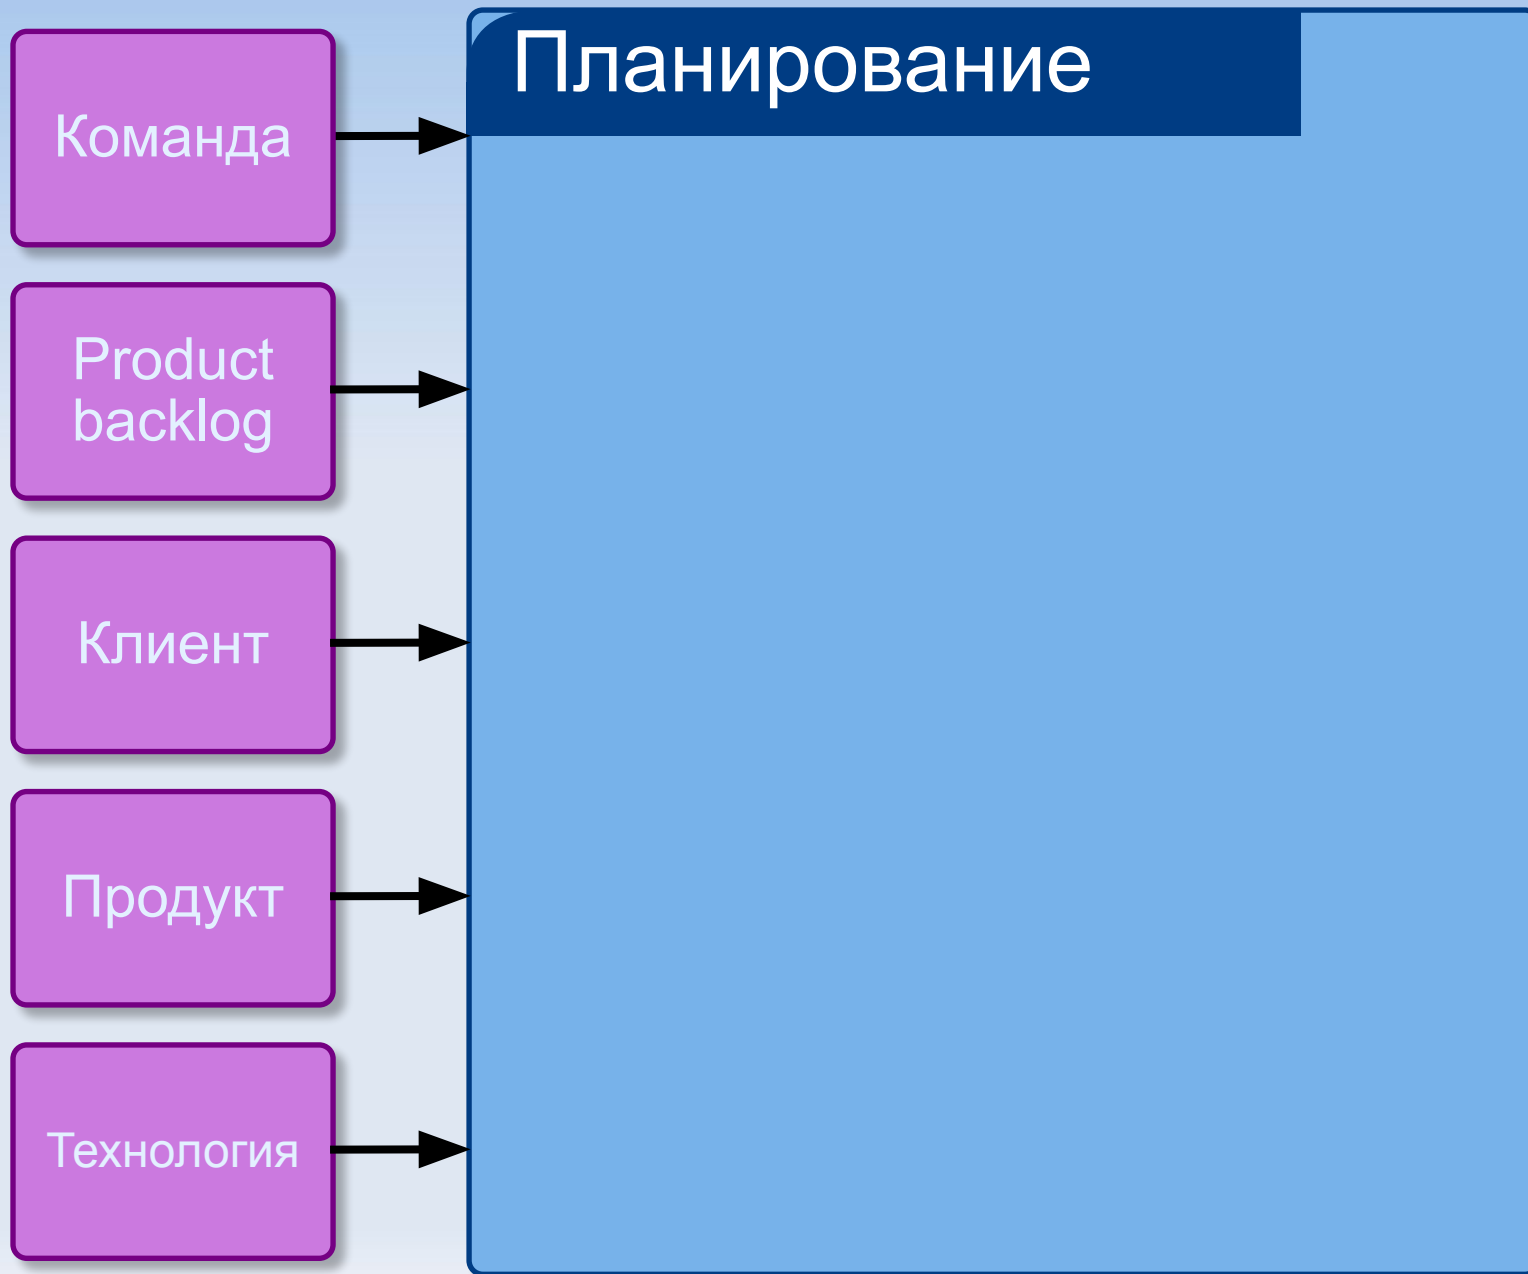 Планирование
Команда
Product
backlog
Клиент
Продукт
Технология